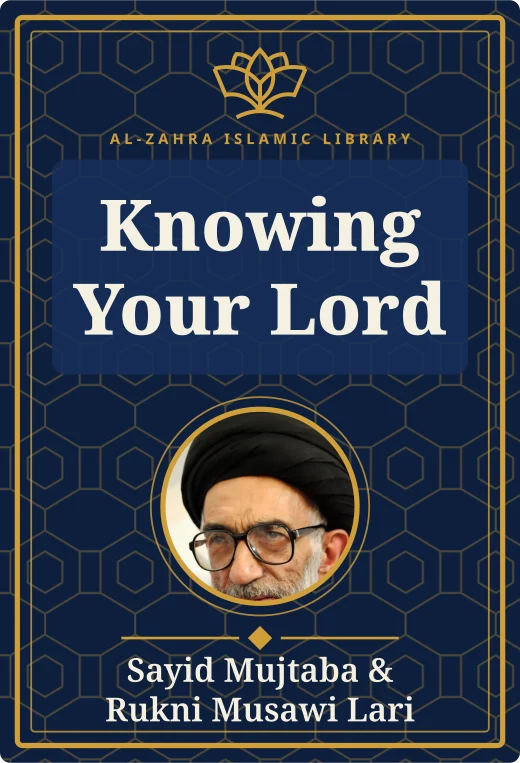 AL-ZAHRA ISLAMIC LIBRARY
Knowing
Your Lord
Sayid Mujtaba &
Rukni Musawi Lari